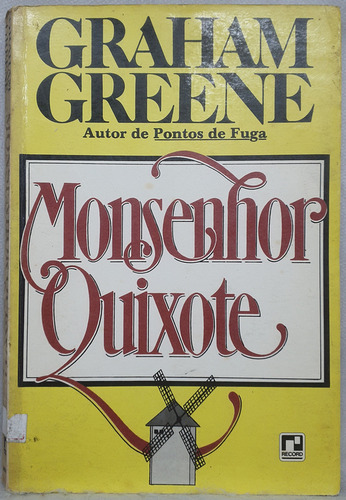 GRAHAM
GREENE
Autor de Pontos de Fuga
Monsenhor
Quixote
RECORD